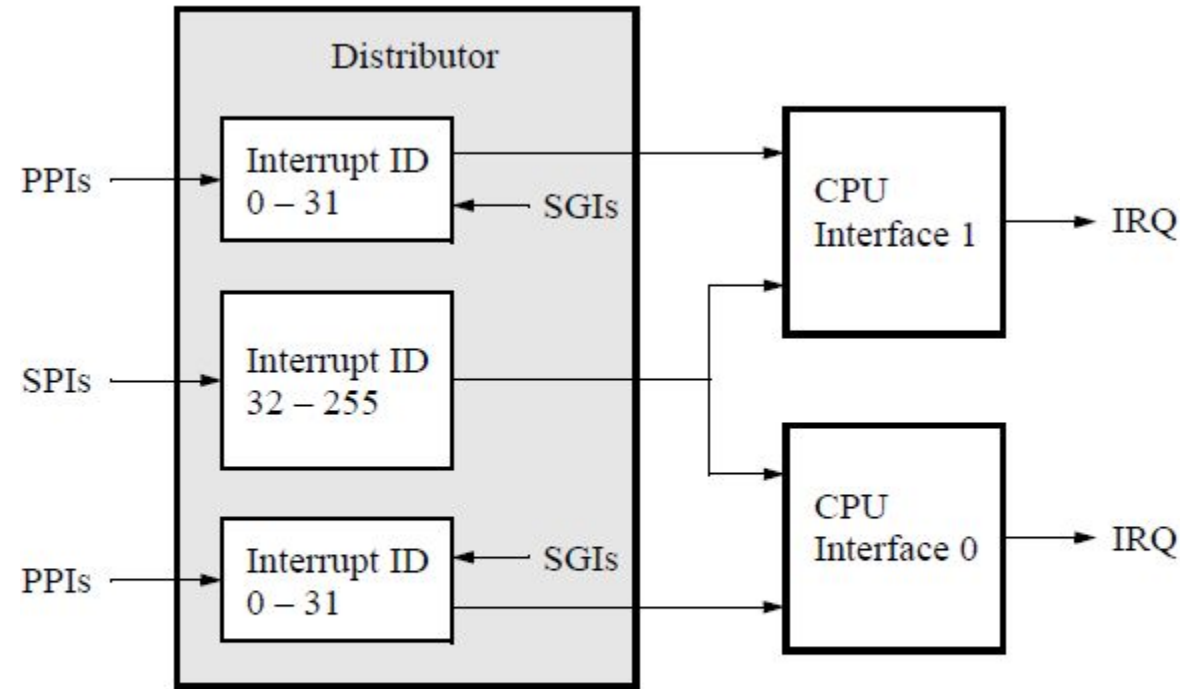 Distributor
PPIs
Interrupt ID
0 – 31
SGIs
CPU
Interface 1
IRQ
SPIs
Interrupt ID
32 – 255
PPIs
Interrupt ID
0 – 31
SGIs
CPU
Interface 0
IRQ